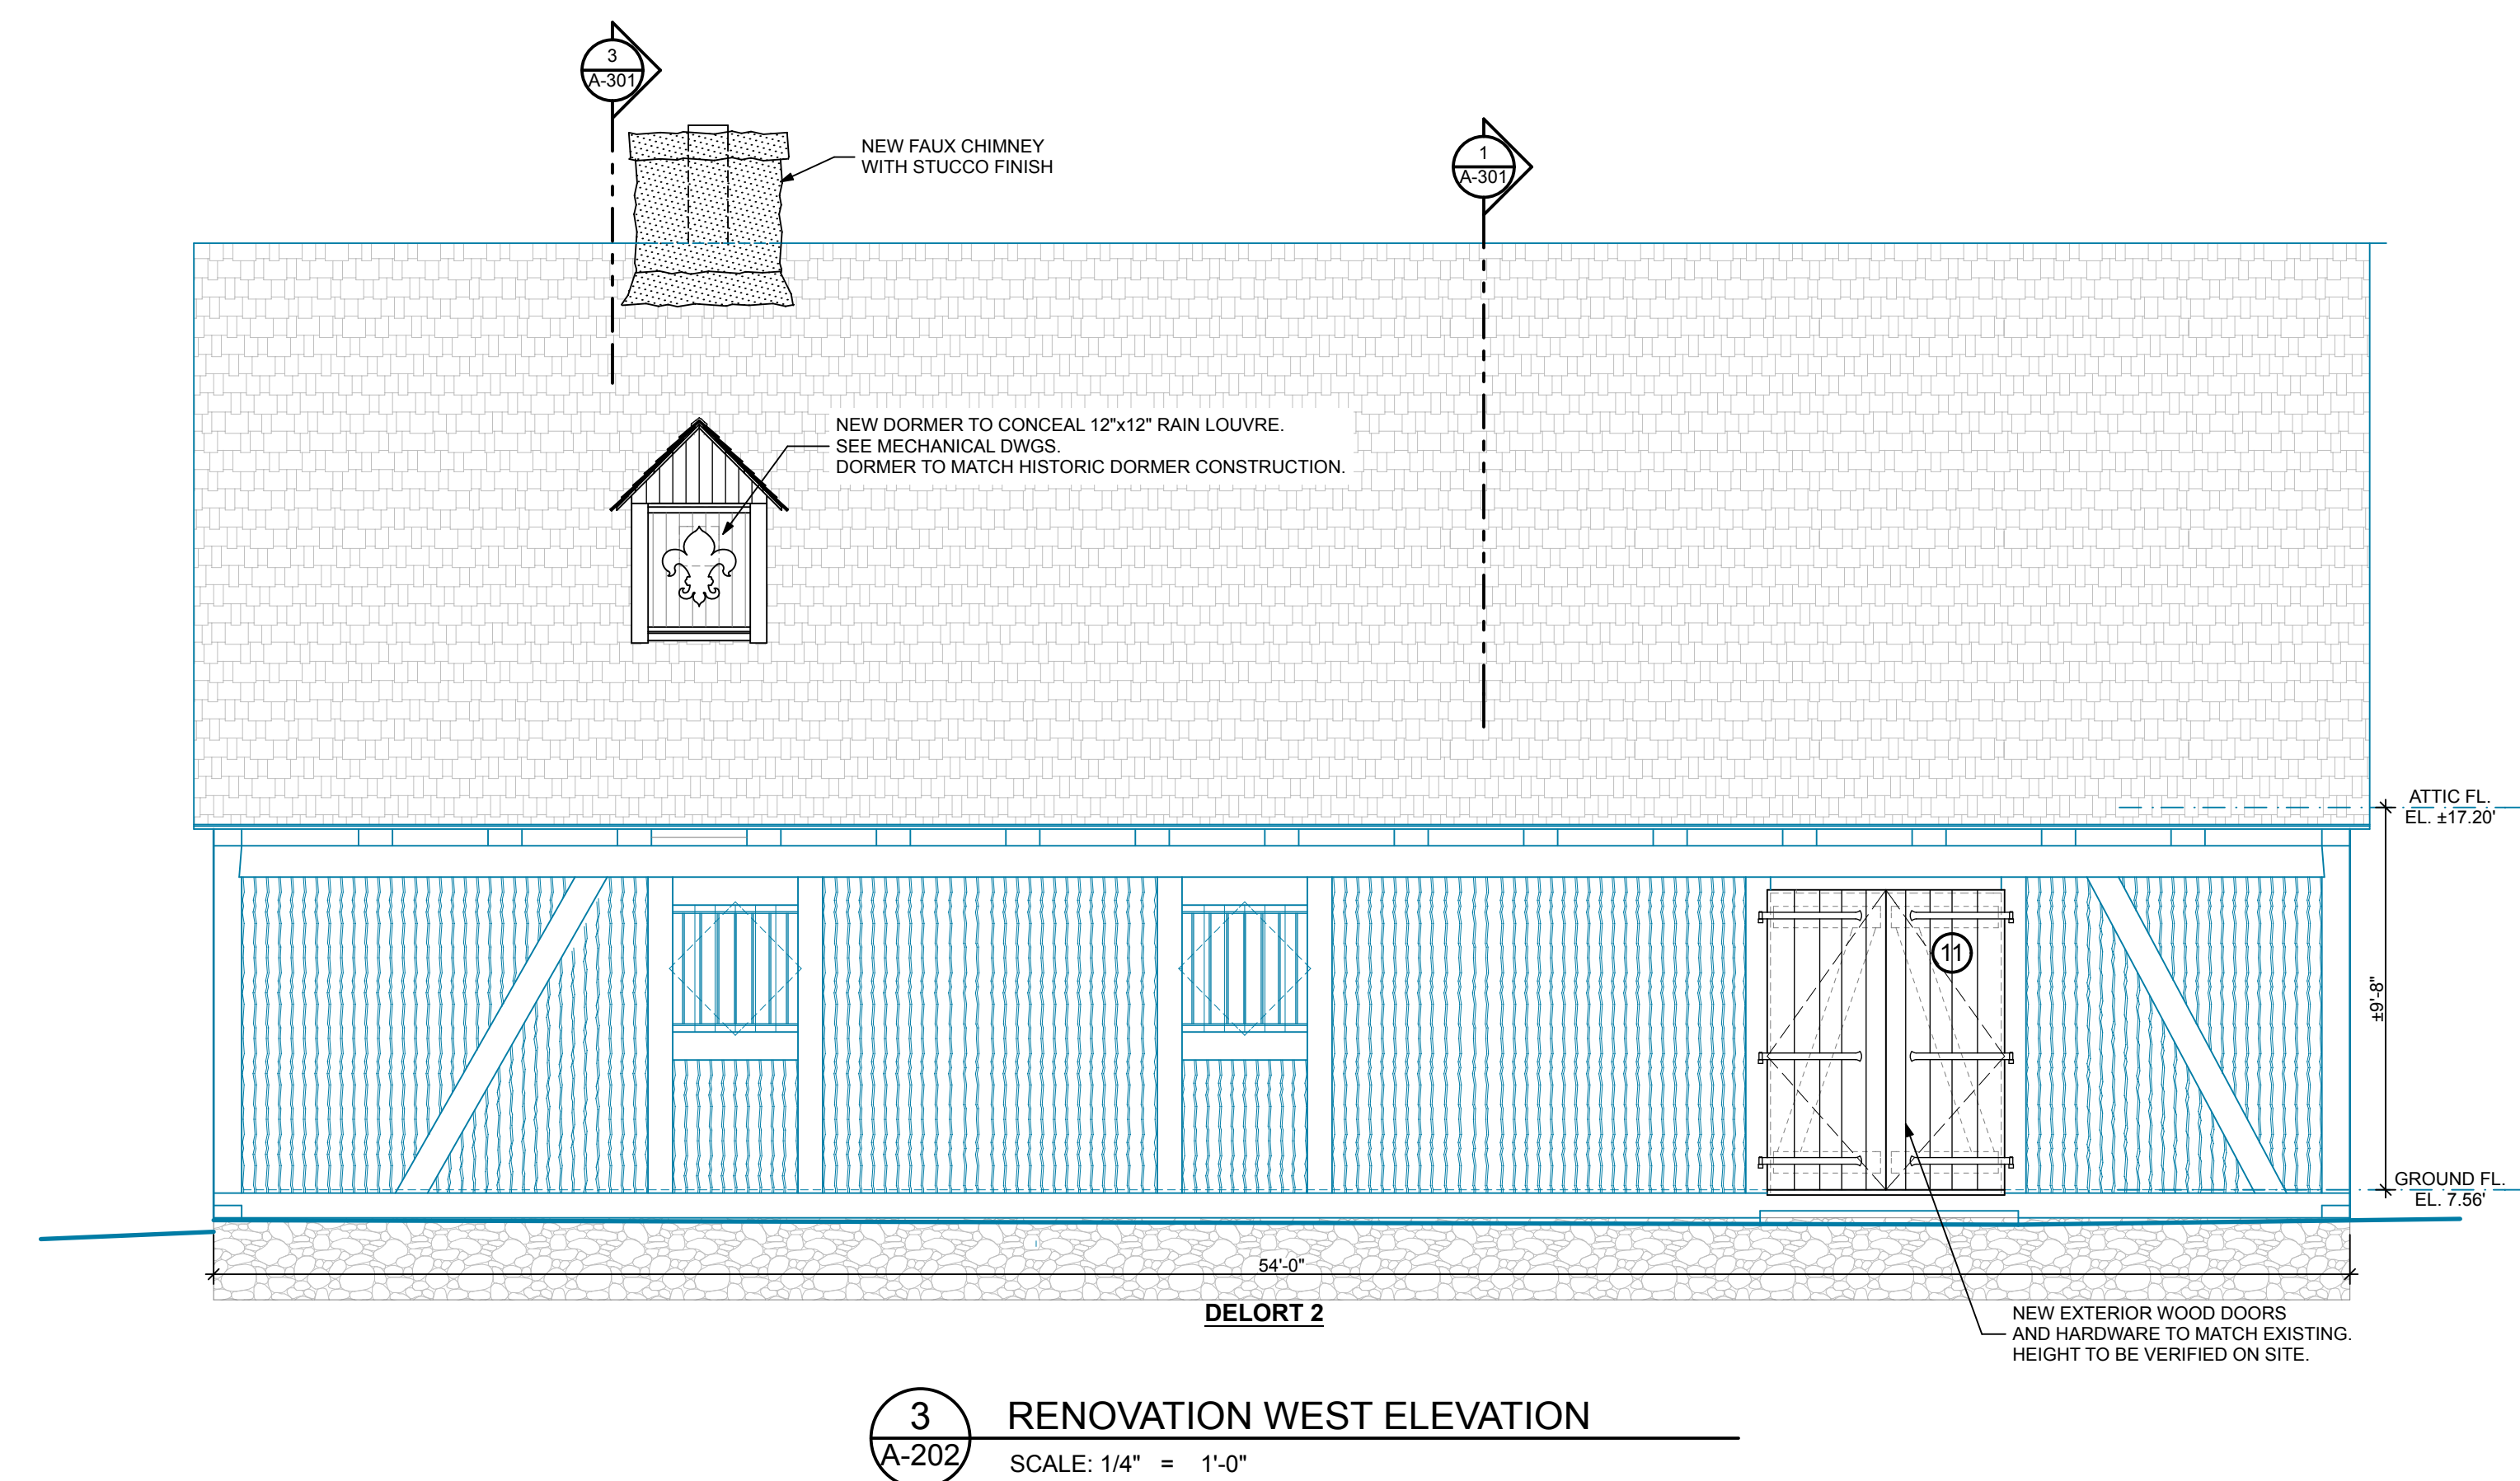 3
A-301
NEW FAUX CHIMNEY
WITH STUCCO FINISH
1
A-301
NEW DORMER TO CONCEAL 12"x12" RAIN LOUVRE.
SEE MECHANICAL DWGS.
DORMER TO MATCH HISTORIC DORMER CONSTRUCTION.
ATTIC FL.
EL. ±17.20'
11
±9'-8"
GROUND FL.
EL. 7.56'
54'-0"
DELORT 2
NEW EXTERIOR WOOD DOORS
AND HARDWARE TO MATCH EXISTING.
HEIGHT TO BE VERIFIED ON SITE.
3
A-202
RENOVATION WEST ELEVATION
SCALE: 1/4" = 1'-0"